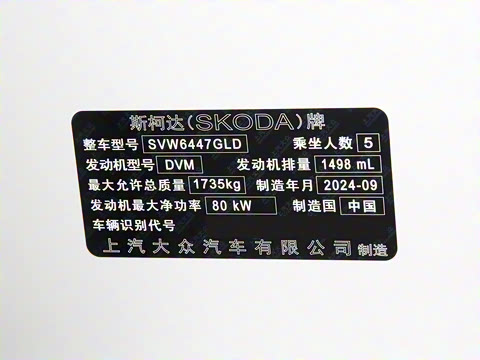 斯柯达(SKODA)牌
整车型号 SVW6447GLD 乘坐人数 5
发动机型号 DVM 发动机排量 1498 mL
最大允许总质量 1735kg 制造年月 2024-09
发动机最大净功率 80 kW 制造国 中国
车辆识别代号
上汽大众汽车有限公司 制造